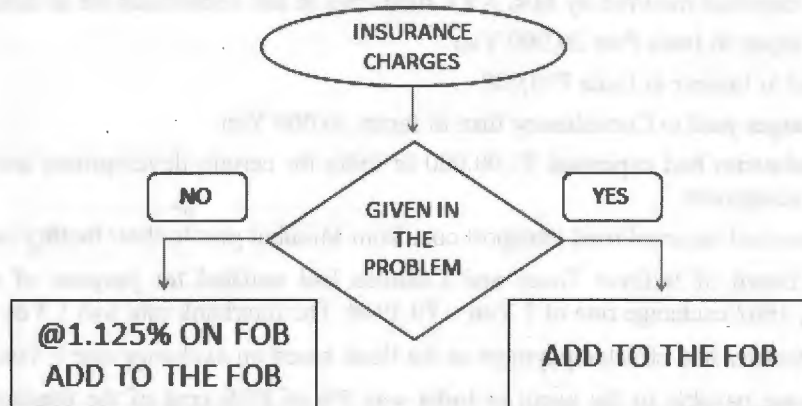 INSURANCE
CHARGES
NO
YES
GIVEN IN
THE
PROBLEM
@1.125% ON FOB
ADD TO THE FOB
ADD TO THE FOB